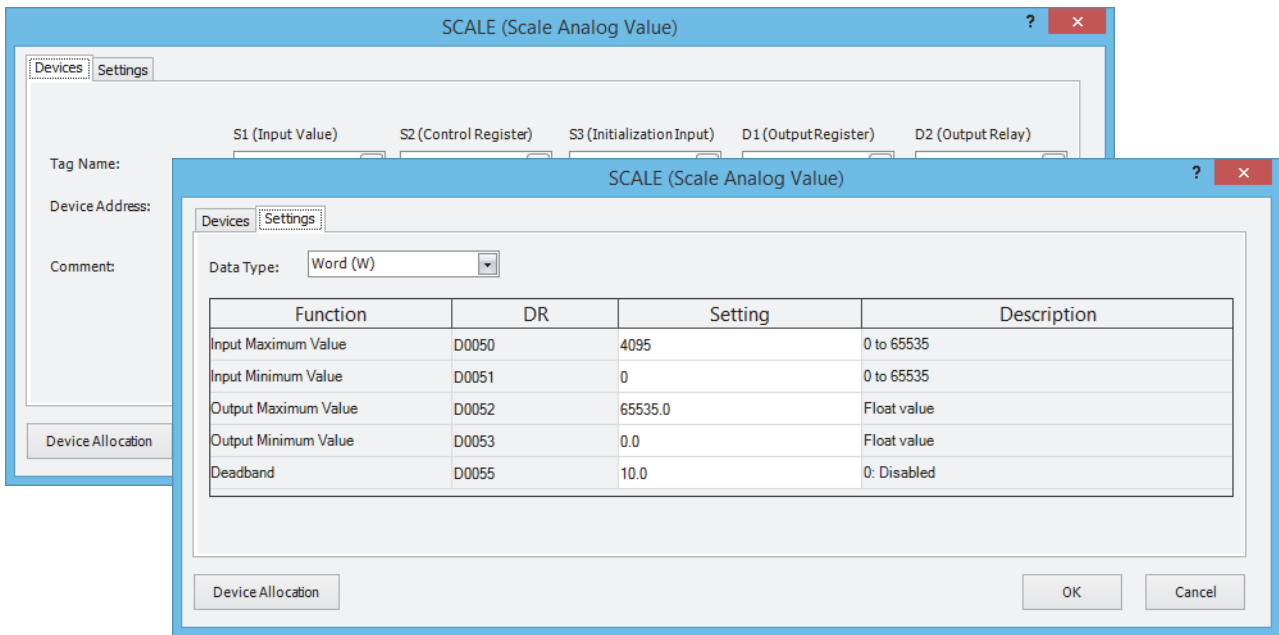 SCALE (Scale Analog Value)
?
Devices Settings
S1 (Input Value) S2 (Control Register) S3 (Initialization Input) D1 (Output Register) D2 (Output Relay)
Tag Name:
Device Address:
Comment:
Device Allocation
SCALE (Scale Analog Value)
?
Devices Settings
Data Type: Word (W)
Function DR Setting Description
Input Maximum Value D0050 4095 0 to 65535
Input Minimum Value D0051 0 0 to 65535
Output Maximum Value D0052 65535.0 Float value
Output Minimum Value D0053 0.0 Float value
Deadband D0055 10.0 0: Disabled
Device Allocation OK Cancel